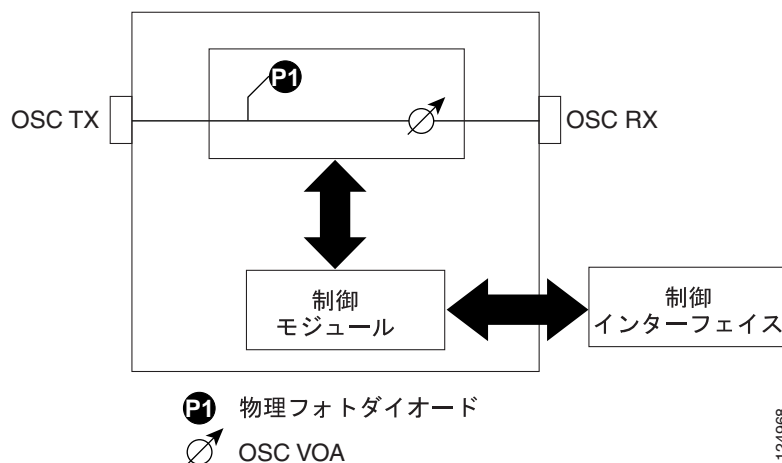 P1
OSC TX
OSC RX
制御
モジュール
制御
インターフェイス
P1 物理フォトダイオード
OSC VOA
124968